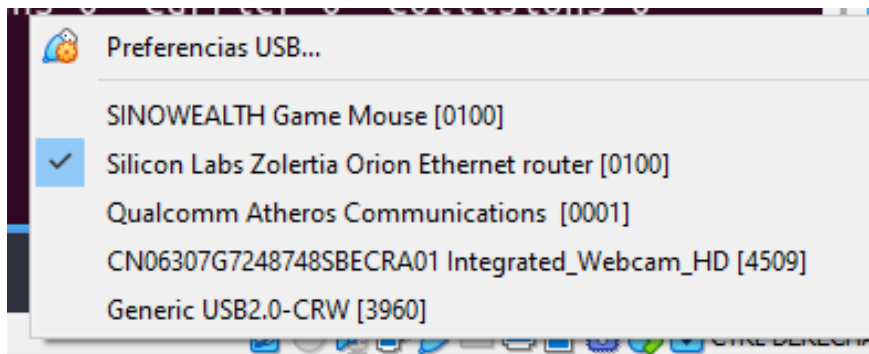 Preferencias USB...
SINOWEALTH Game Mouse [0100]
Silicon Labs Zolertia Orion Ethernet router [0100]
Qualcomm Atheros Communications [0001]
CN06307G7248748SBECRA01 Integrated_Webcam_HD [4509]
Generic USB2.0-CRW [3960]